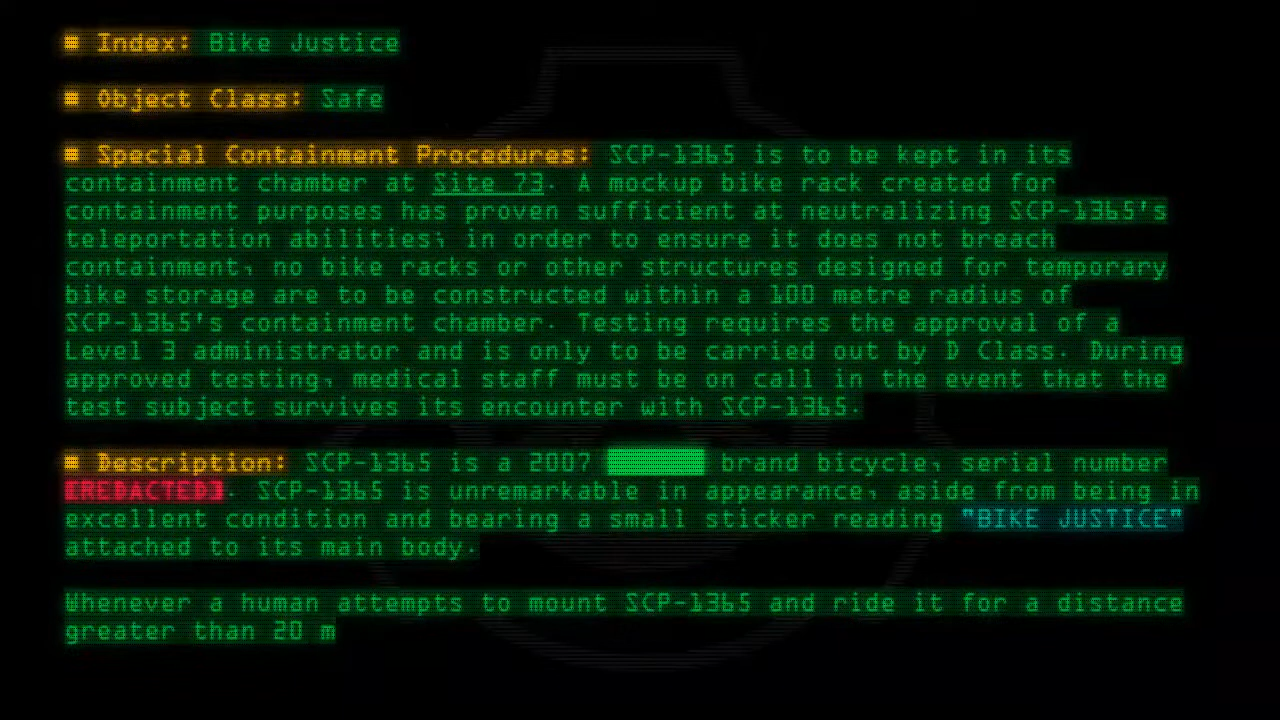 ■ Index: Bike Justice
■ Object Class: Safe
■ Special Containment Procedures: SCP-1365 is to be kept in its
containment chamber at Site 73. A mockup bike rack created for
containment purposes has proven sufficient at neutralizing SCP-1365's
teleportation abilities; in order to ensure it does not breach
containment, no bike racks or other structures designed for temporary
bike storage are to be constructed within a 100 metre radius of
SCP-1365's containment chamber. Testing requires the approval of a
Level 3 administrator and is only to be carried out by D Class. During
approved testing, medical staff must be on call in the event that the
test subject survives its encounter with SCP-1365.
■ Description: SCP-1365 is a 2007 ██████ brand bicycle, serial number
[REDACTED]. SCP-1365 is unremarkable in appearance, aside from being in
excellent condition and bearing a small sticker reading "BIKE JUSTICE"
attached to its main body.
Whenever a human attempts to mount SCP-1365 and ride it for a distance
greater than 20 m